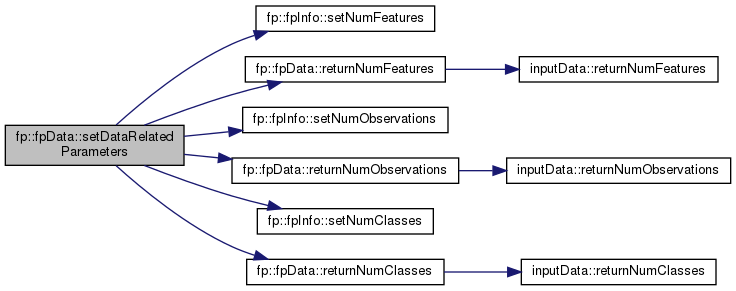 fp::fpData::setDataRelated
Parameters
fp::fpInfo::setNumFeatures
fp::fpData::returnNumFeatures
inputData::returnNumFeatures
fp::fpInfo::setNumObservations
fp::fpData::returnNumObservations
inputData::returnNumObservations
fp::fpInfo::setNumClasses
fp::fpData::returnNumClasses
inputData::returnNumClasses